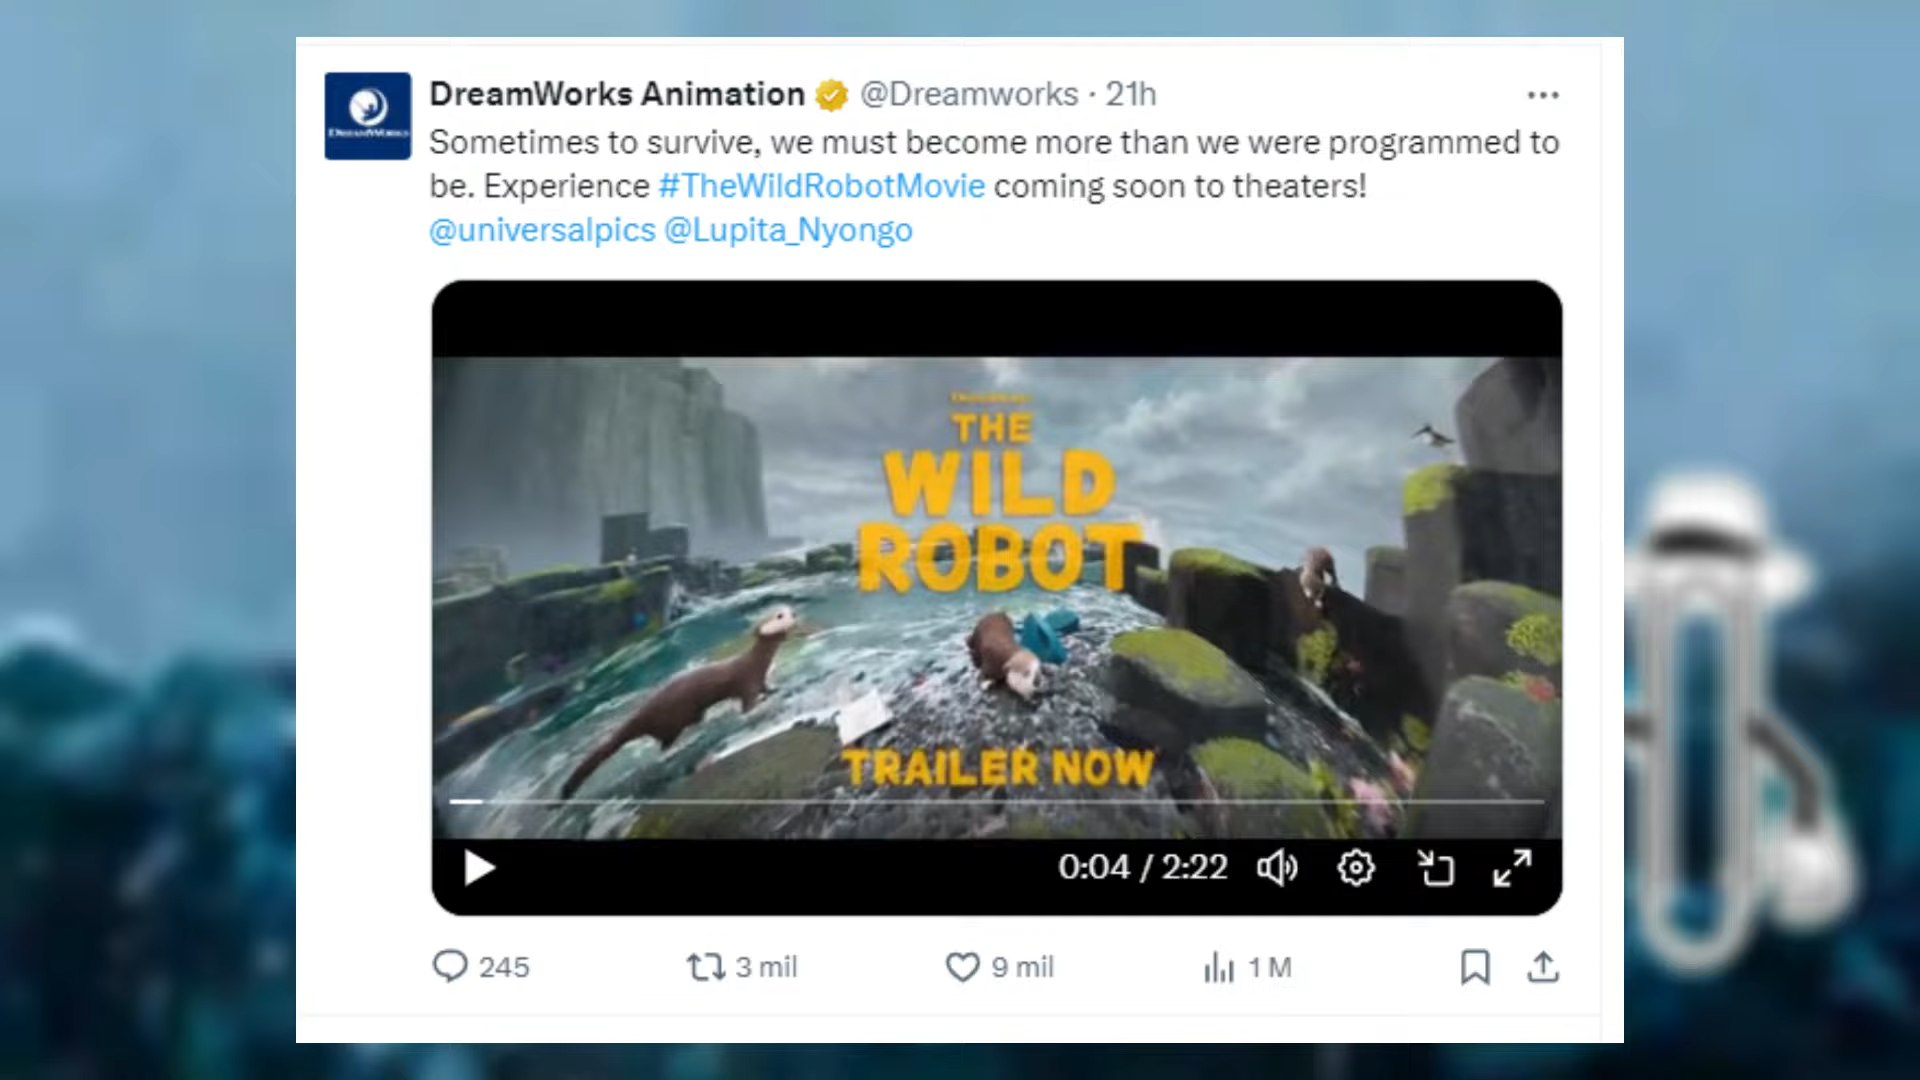 DreamWorks Animation @Dreamworks · 21h
Sometimes to survive, we must become more than we were programmed to
be. Experience #TheWildRobotMovie coming soon to theaters!
@universalpics @Lupita_Nyongo
DREAMWORKS
THE
WILD
ROBOT
TRAILER NOW
0:04 / 2:22
245 3 mil 9 mil 1 M